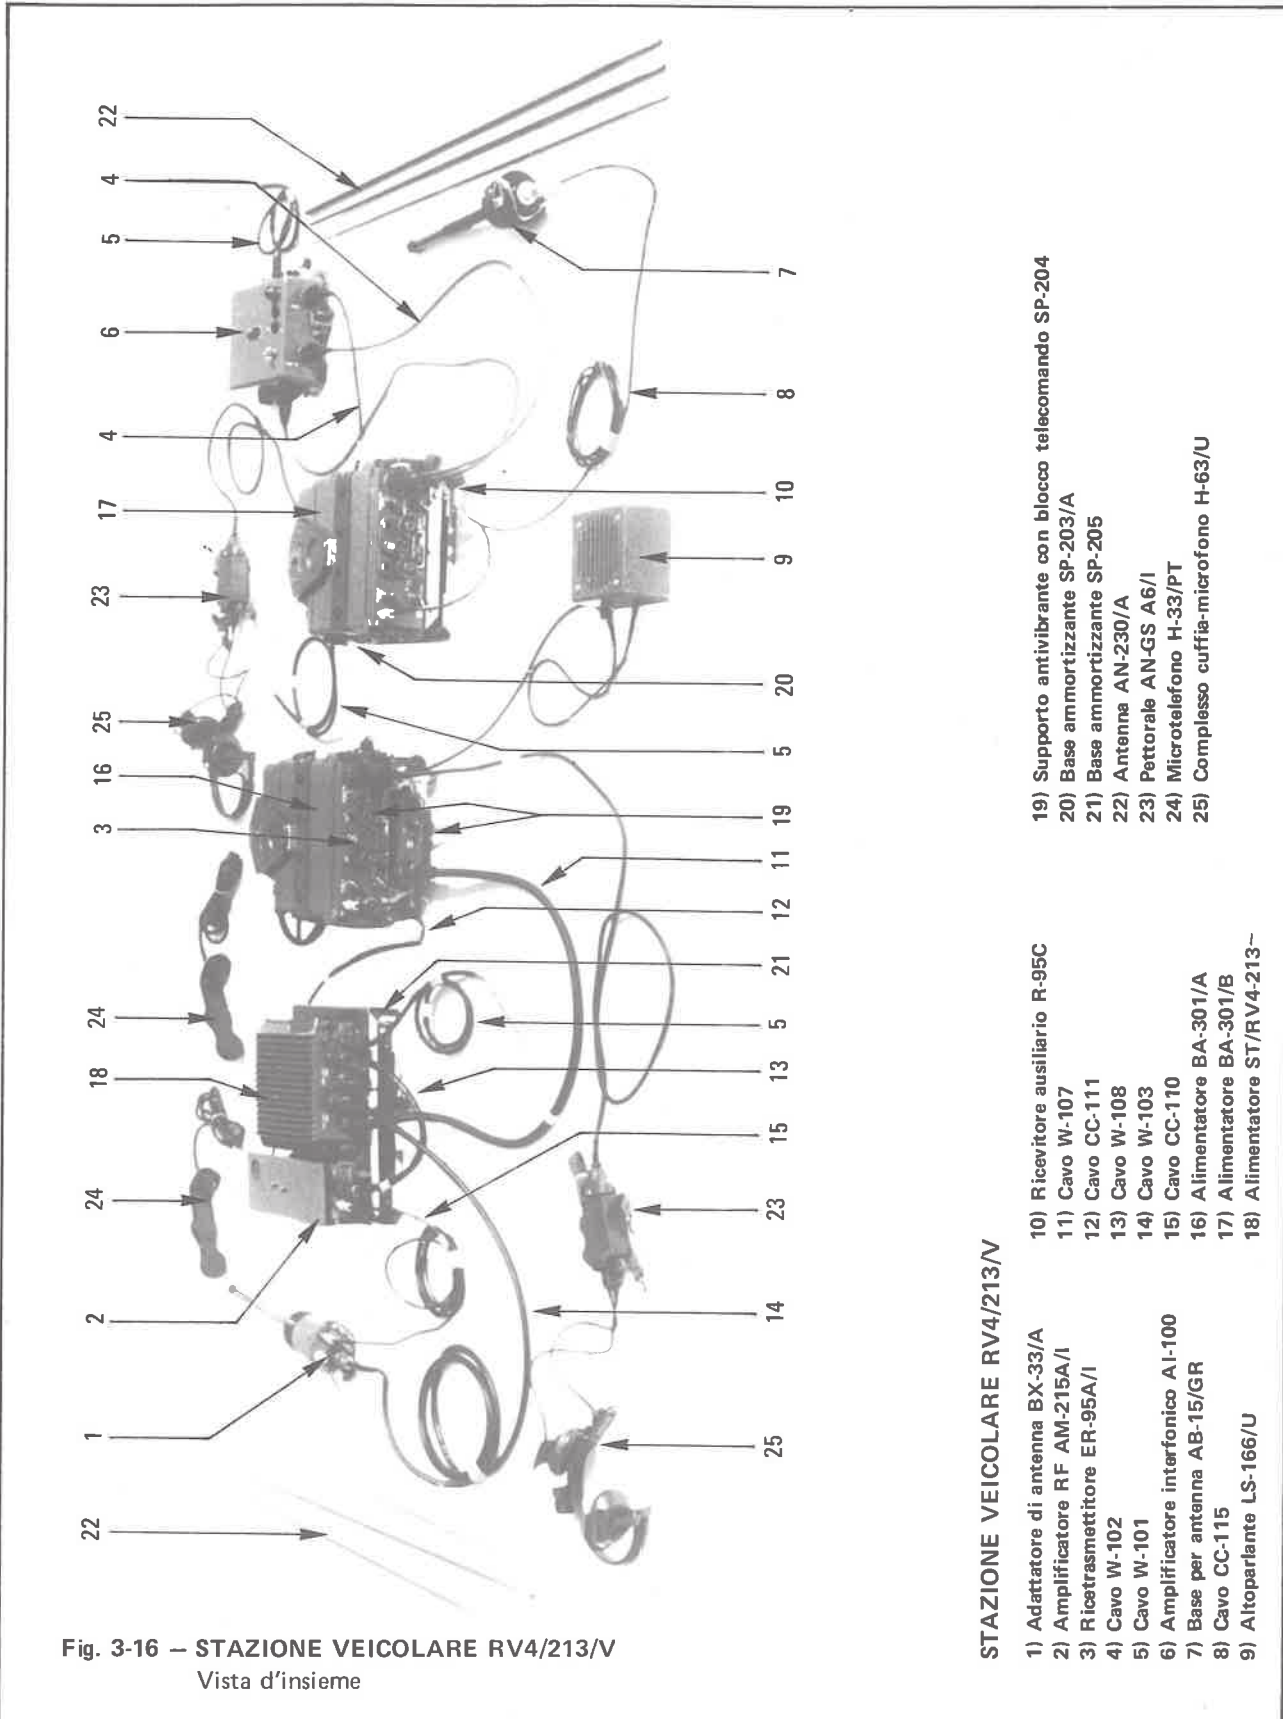 22
4
5
6
4
17
23
25
16
3
24
18
24
2
1
22
7
8
10
9
20
5
19
11
12
21
5
13
15
23
14
25
STAZIONE VEICOLARE RV4/213/V
1) Adattatore di antenna BX-33/A
2) Amplificatore RF AM-215A/I
3) Ricetrasmettitore ER-95A/I
4) Cavo W-102
5) Cavo W-101
6) Amplificatore interfonico AI-100
7) Base per antenna AB-15/GR
8) Cavo CC-115
9) Altoparlante LS-166/U
10) Ricevitore ausiliario R-95C
11) Cavo W-107
12) Cavo CC-111
13) Cavo W-108
14) Cavo W-103
15) Cavo CC-110
16) Alimentatore BA-301/A
17) Alimentatore BA-301/B
18) Alimentatore ST/RV4-213~
19) Supporto antivibrante con blocco telecomando SP-204
20) Base ammortizzante SP-203/A
21) Base ammortizzante SP-205
22) Antenna AN-230/A
23) Pettorale AN-GS A6/I
24) Microtelefono H-33/PT
25) Complesso cuffia-microfono H-63/U
Fig. 3-16 — STAZIONE VEICOLARE RV4/213/V
Vista d'insieme